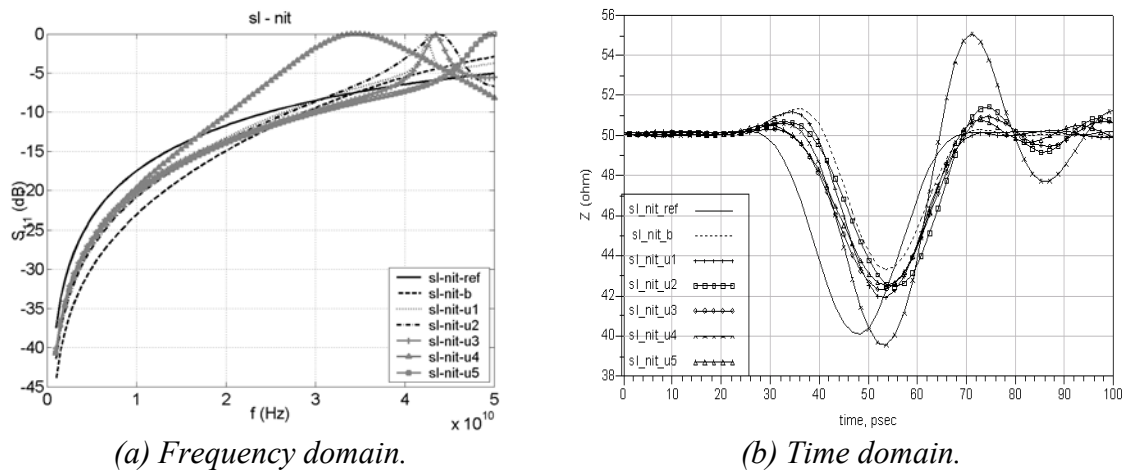 sl - nit
0
-5
-10
-15
-20
-25
-30
-35
-40
-45
S11 (dB)
sl-nit-ref
sl-nit-b
sl-nit-u1
sl-nit-u2
sl-nit-u3
sl-nit-u4
sl-nit-u5
0 1 2 3 4 5
f (Hz)
x 10^10
(a) Frequency domain.
56
54
52
50
48
46
44
42
40
38
Z (ohm)
sl_nit_ref
sl_nit_b
sl_nit_u1
sl_nit_u2
sl_nit_u3
sl_nit_u4
sl_nit_u5
0 10 20 30 40 50 60 70 80 90 100
time, psec
(b) Time domain.